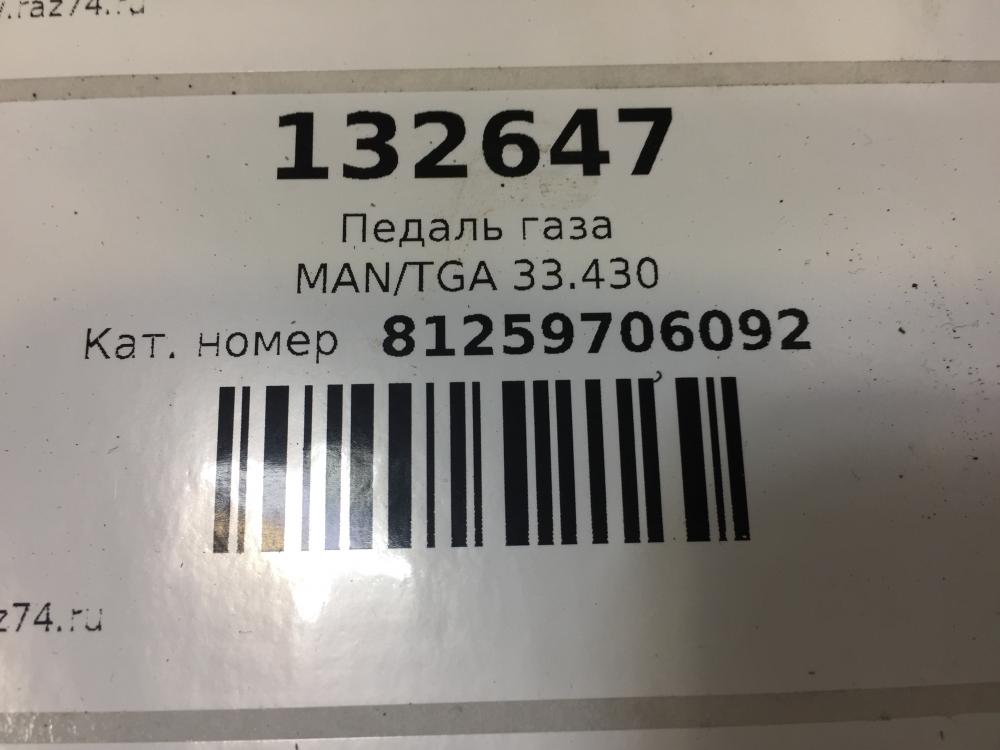 .raz74.ru
132647
Педаль газа
MAN/TGA 33.430
Кат. номер 81259706092
z74.ru